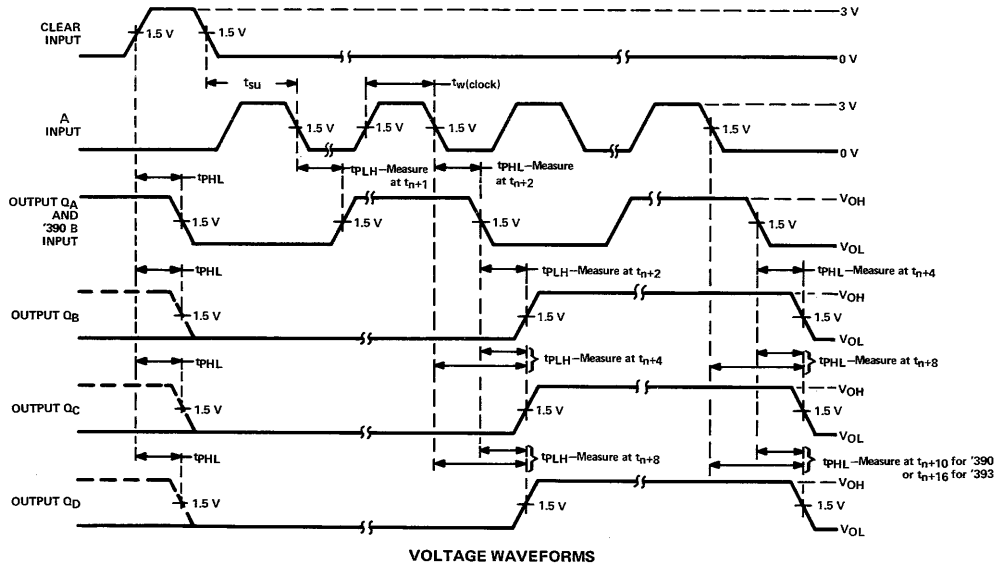 CLEAR
INPUT
1.5 V
1.5 V
3 V
0 V
tsu
tw(clock)
A
INPUT
1.5 V
1.5 V
1.5 V
1.5 V
3 V
0 V
tPHL
tPLH–Measure
at tn+1
tPHL–Measure
at tn+2
OUTPUT QA
AND
'390 B
INPUT
1.5 V
1.5 V
1.5 V
1.5 V
VOH
VOL
tPHL
tPLH–Measure at tn+2
tPHL–Measure at tn+4
OUTPUT QB
1.5 V
1.5 V
1.5 V
VOH
VOL
tPHL
tPLH–Measure at tn+4
tPHL–Measure at tn+8
OUTPUT QC
1.5 V
1.5 V
1.5 V
VOH
VOL
tPHL
tPLH–Measure at tn+8
tPHL–Measure at tn+10 for '390
or tn+16 for '393
OUTPUT QD
1.5 V
1.5 V
1.5 V
VOH
VOL
VOLTAGE WAVEFORMS